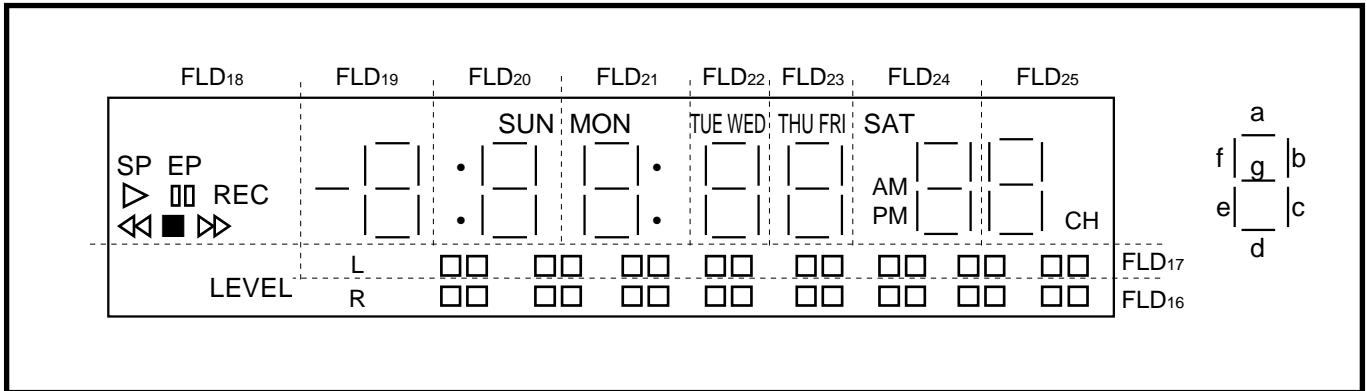 FLD18 FLD19 FLD20 FLD21 FLD22 FLD23 FLD24 FLD25
SUN MON TUE WED THU FRI SAT
SP EP
REC
AM
PM
CH
L
FLD17
LEVEL
R
FLD16
a
f g b
e c
d